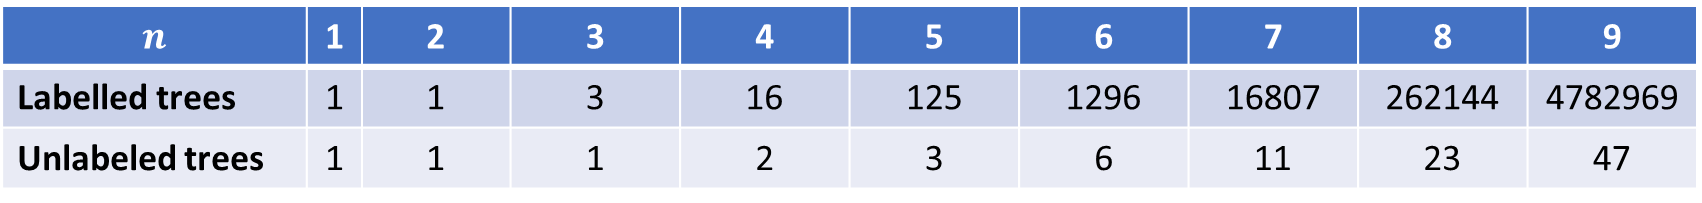 n 1 2 3 4 5 6 7 8 9
Labelled trees 1 1 3 16 125 1296 16807 262144 4782969
Unlabeled trees 1 1 1 2 3 6 11 23 47